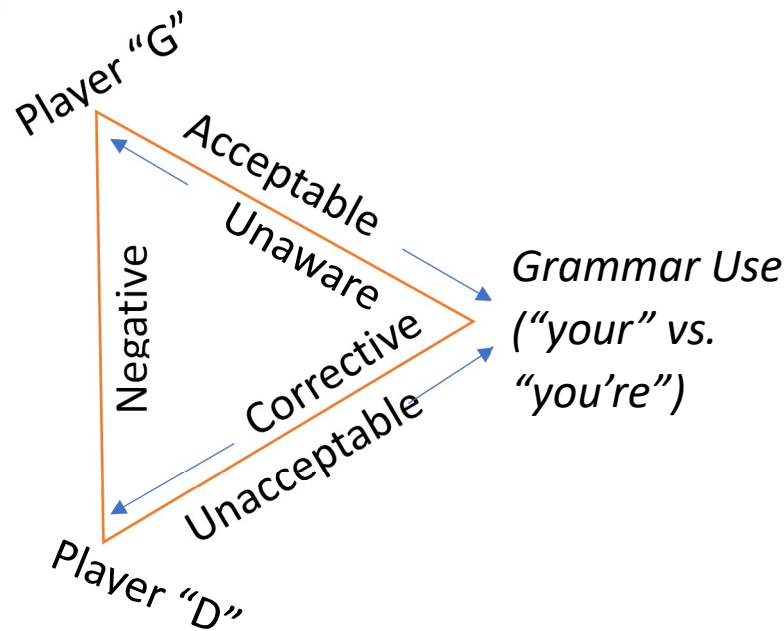 Player “G”
Acceptable
Unaware
Negative
Grammar Use
(“your” vs.
“you’re”)
Corrective
Unacceptable
Player “D”